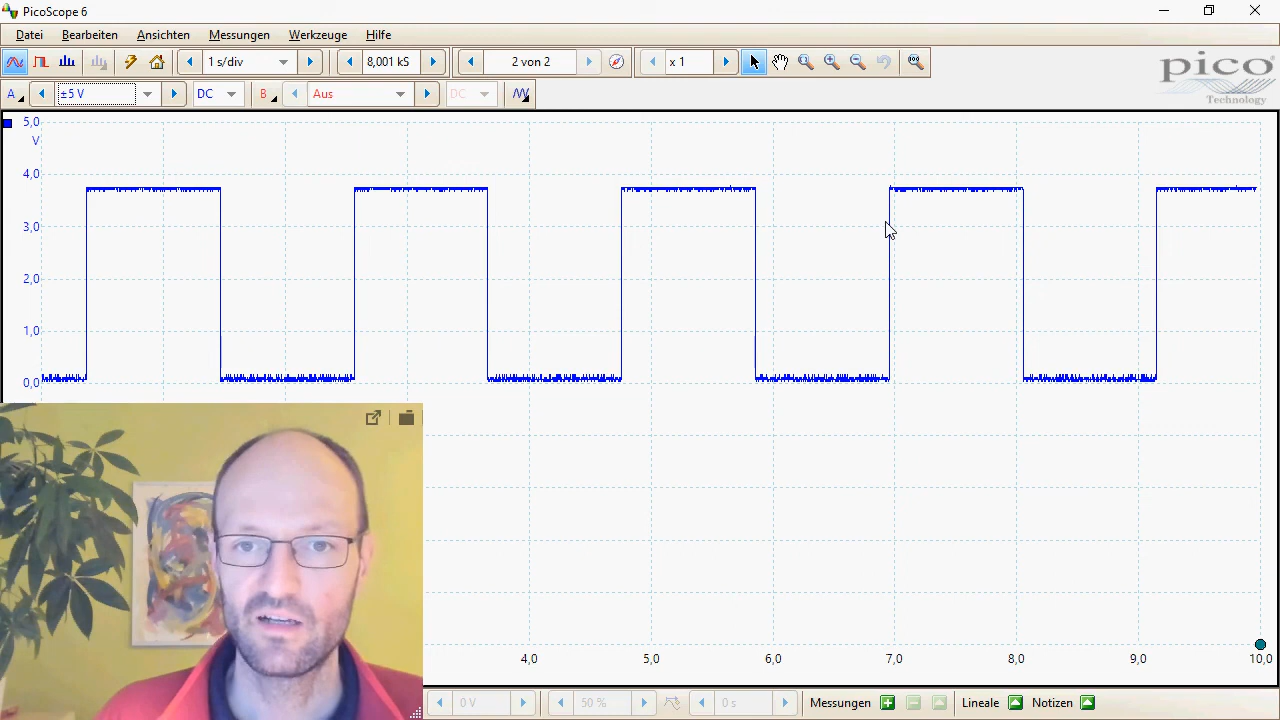 PicoScope 6
Datei Bearbeiten Ansichten Messungen Werkzeuge Hilfe
1 s/div 8,001 kS 2 von 2 x 1
pico
Technology
A ±5 V DC B Aus DC
5,0
V
4,0
3,0
2,0
1,0
0,0
4,0 5,0 6,0 7,0 8,0 9,0 10,0
0 V 50 % 0 s Messungen Lineale Notizen